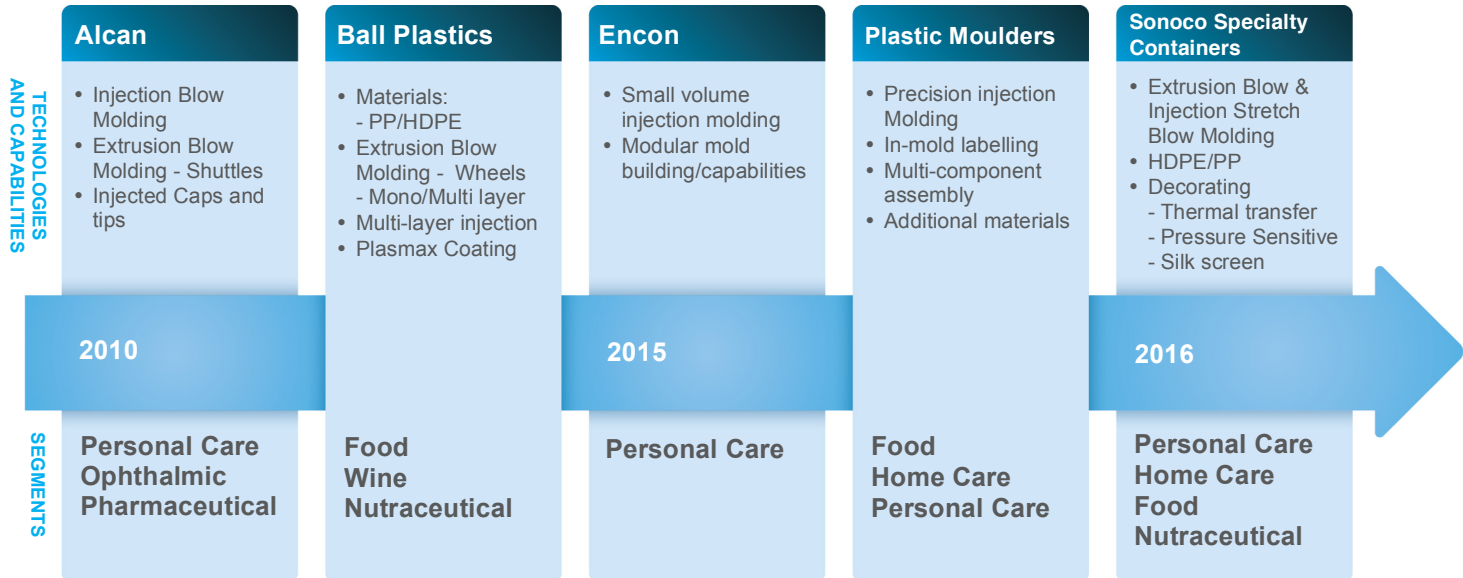 Alcan
TECHNOLOGIES
AND CAPABILITIES
• Injection Blow
Molding
• Extrusion Blow
Molding - Shuttles
• Injected Caps and
tips
2010
SEGMENTS
Personal Care
Ophthalmic
Pharmaceutical
Ball Plastics
• Materials:
- PP/HDPE
• Extrusion Blow
Molding - Wheels
- Mono/Multi layer
• Multi-layer injection
• Plasmax Coating
Food
Wine
Nutraceutical
Encon
• Small volume
injection molding
• Modular mold
building/capabilities
2015
Personal Care
Plastic Moulders
• Precision injection
Molding
• In-mold labelling
• Multi-component
assembly
• Additional materials
Food
Home Care
Personal Care
Sonoco Specialty
Containers
• Extrusion Blow &
Injection Stretch
Blow Molding
• HDPE/PP
• Decorating
- Thermal transfer
- Pressure Sensitive
- Silk screen
2016
Personal Care
Home Care
Food
Nutraceutical